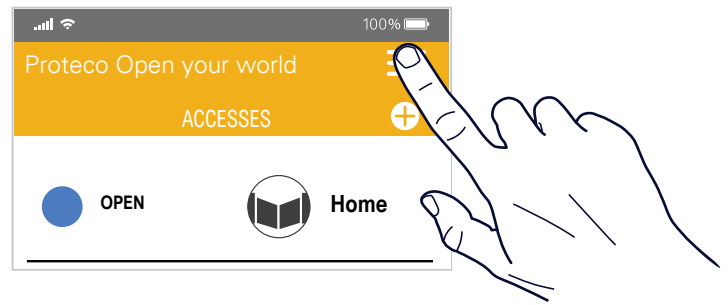 100%
Proteco Open your world
ACCESSES
OPEN
Home